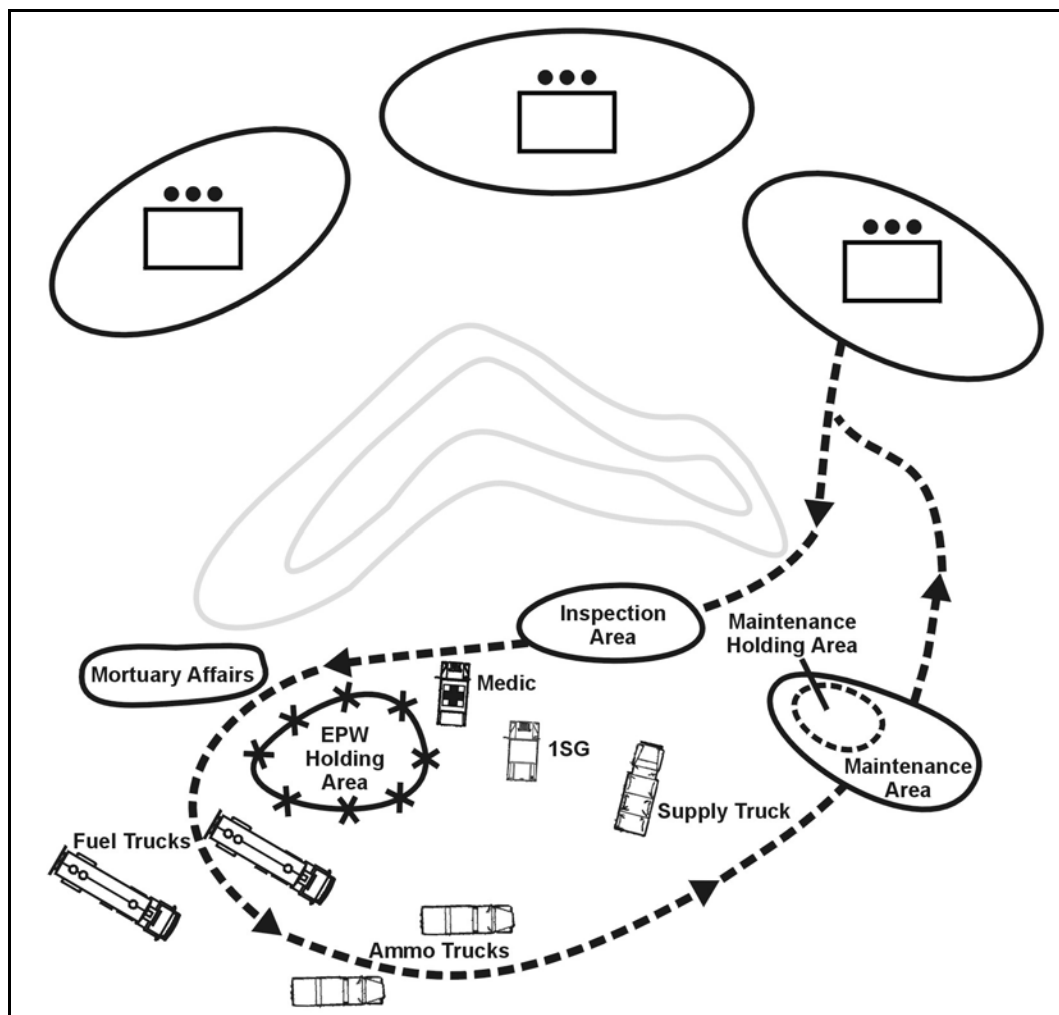 Inspection
Area
Maintenance
Holding Area
Mortuary Affairs
Medic
EPW
Holding
Area
1SG
Maintenance
Area
Supply Truck
Fuel Trucks
Ammo Trucks